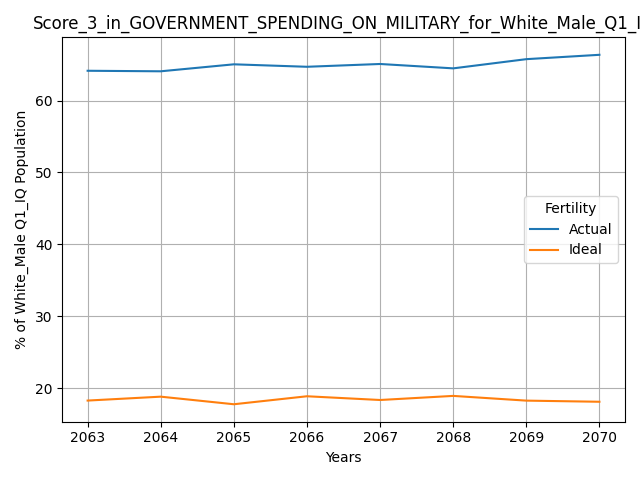 Score_3_in_GOVERNMENT_SPENDING_ON_MILITARY_for_White_Male_Q1_I
% of White_Male Q1_IQ Population
60
50
40
30
20
Fertility
Actual
Ideal
2063 2064 2065 2066 2067 2068 2069 2070
Years